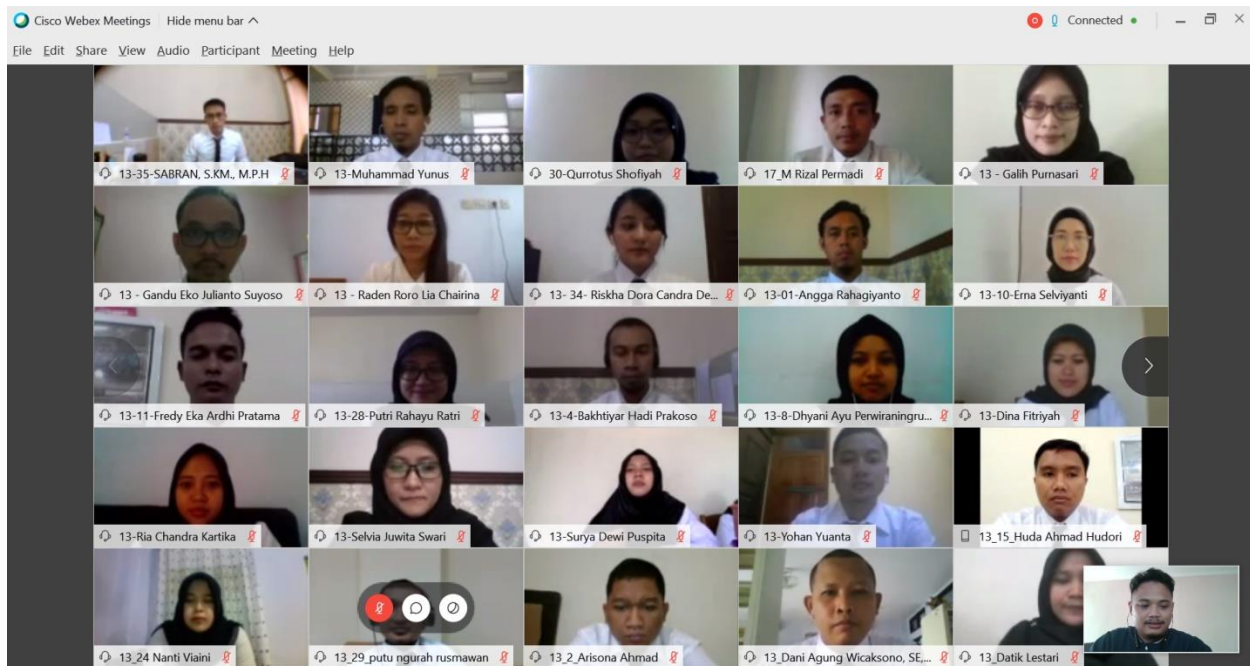 Cisco Webex Meetings Hide menu bar Connected
File Edit Share View Audio Participant Meeting Help
13-35-SABRAN, S.KM., M.P.H
13-Muhammad Yunus
30-Qurrotus Shofiyah
17_M Rizal Permadi
13 - Galih Purnasari
13 - Gandu Eko Julianto Suyoso
13 - Raden Roro Lia Chairina
13- 34- Riskha Dora Candra De...
13-01-Angga Rahagiyanto
13-10-Erna Selviyanti
13-11-Fredy Eka Ardhi Pratama
13-28-Putri Rahayu Ratri
13-4-Bakhtiyar Hadi Prakoso
13-8-Dhyani Ayu Perwiraningru...
13-Dina Fitriyah
13-Ria Chandra Kartika
13-Selvia Juwita Swari
13-Surya Dewi Puspita
13-Yohan Yuanta
13_15_Huda Ahmad Hudori
13_24 Nanti Viaini
13_29_putu ngurah rusmawan
13_2_Arisona Ahmad
13_Dani Agung Wicaksono, SE,...
13_Datik Lestari